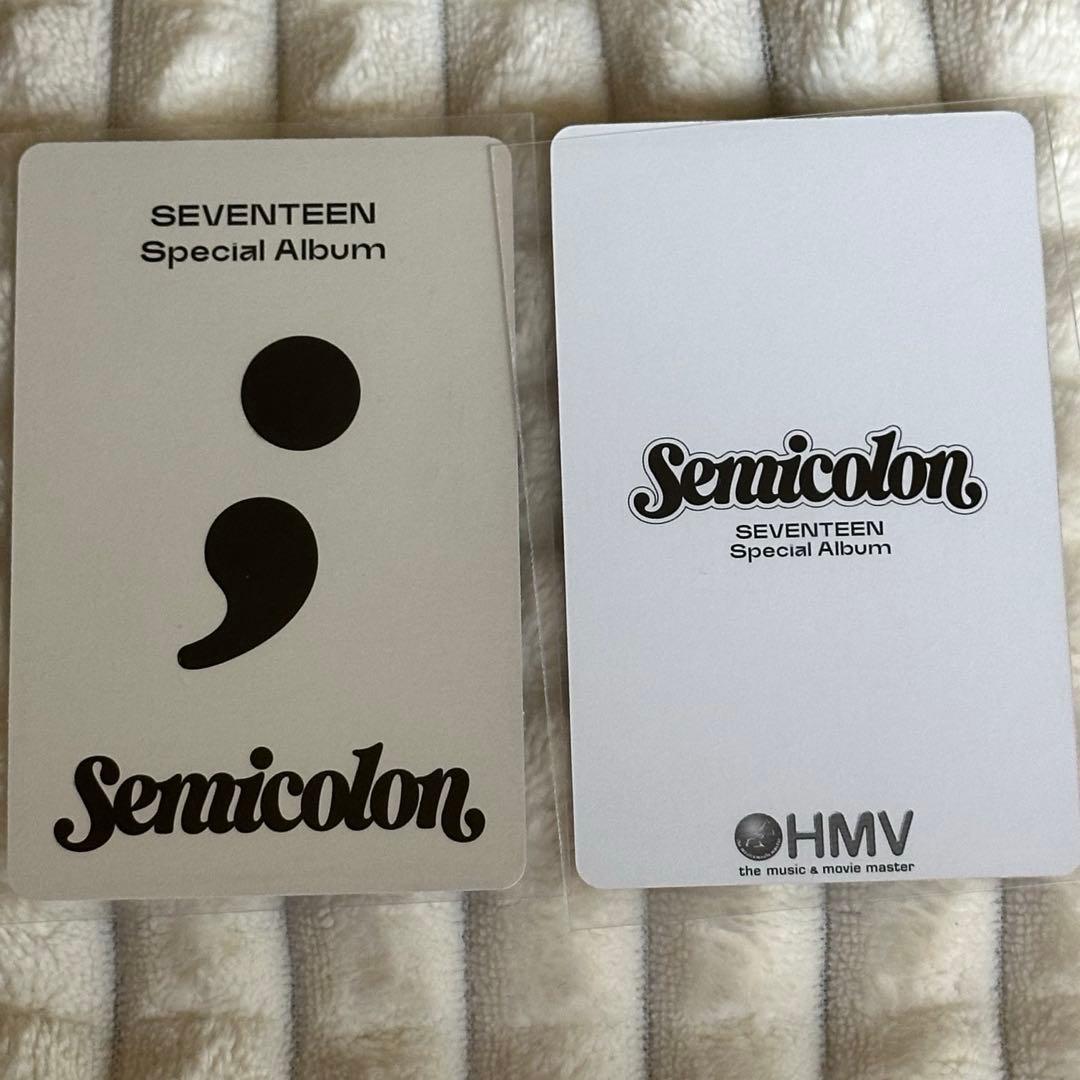 SEVENTEEN
Special Album
;
Semicolon
Semicolon
SEVENTEEN
Special Album
HMV
the music & movie master